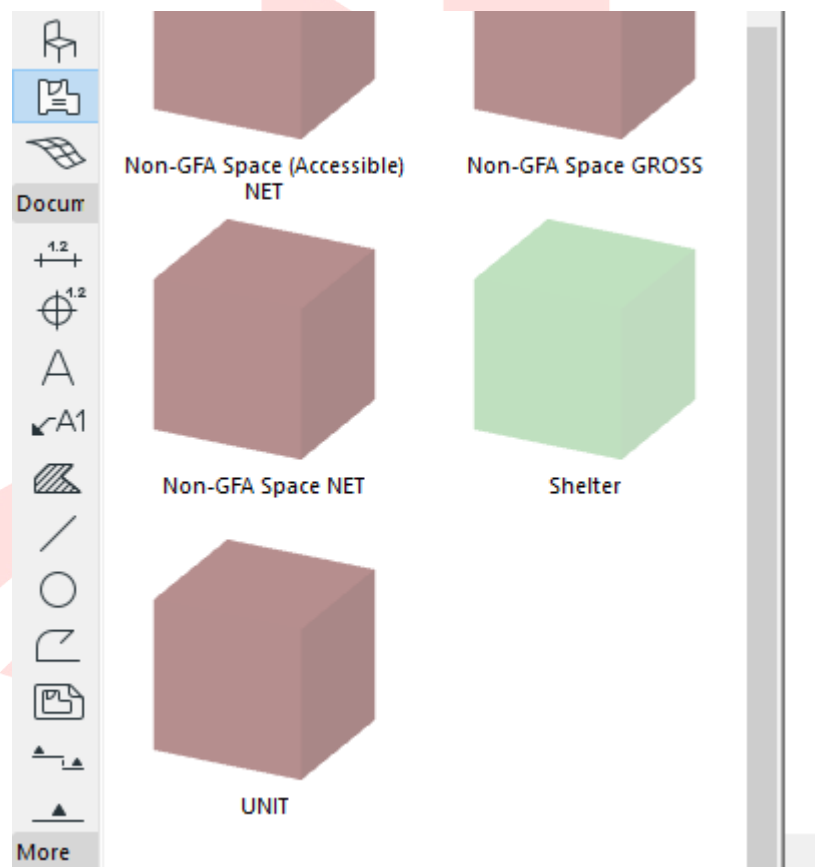 Non-GFA Space (Accessible)
NET
Non-GFA Space GROSS
Docum
1.2
1.2
A
A1
Non-GFA Space NET
Shelter
UNIT
More